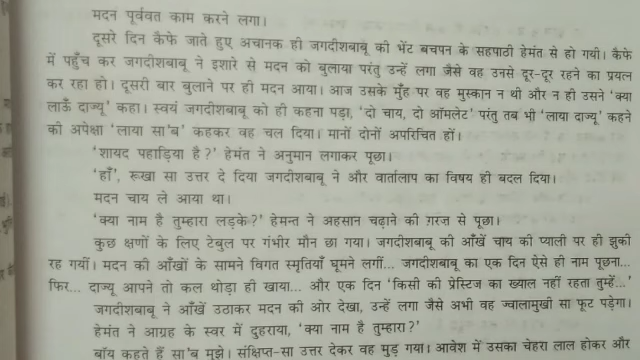 मदन पूर्ववत काम करने लगा।
दूसरे दिन कैफे जाते हुए अचानक ही जगदीशबाबू की भेंट बचपन के सहपाठी हेमंत से हो गयी। कैफे
में पहुँच कर जगदीशबाबू ने इशारे से मदन को बुलाया परंतु उन्हें लगा जैसे वह उनसे दूर-दूर रहने का प्रयत्न
कर रहा हो। दूसरी बार बुलाने पर ही मदन आया। आज उसके मुँह पर वह मुस्कान न थी और न ही उसने ‘क्या
लाऊँ दाज्यू’ कहा। स्वयं जगदीशबाबू को ही कहना पड़ा, ‘दो चाय, दो ऑमलेट’ परंतु तब भी ‘लाया दाज्यू’ कहने
की अपेक्षा ‘लाया सा'ब’ कहकर वह चल दिया। मानों दोनों अपरिचित हों।
‘शायद पहाड़िया है?’ हेमंत ने अनुमान लगाकर पूछा।
‘हाँ’, रूखा सा उत्तर दे दिया जगदीशबाबू ने और वार्तालाप का विषय ही बदल दिया।
मदन चाय ले आया था।
‘क्या नाम है तुम्हारा लड़के?’ हेमन्त ने अहसान चढ़ाने की ग़रज़ से पूछा।
कुछ क्षणों के लिए टेबुल पर गंभीर मौन छा गया। जगदीशबाबू की आँखें चाय की प्याली पर ही झुकी
रह गयीं। मदन की आँखों के सामने विगत स्मृतियाँ घूमने लगीं... जगदीशबाबू का एक दिन ऐसे ही नाम पूछना...
फिर... दाज्यू आपने तो कल थोड़ा ही खाया... और एक दिन ‘किसी की प्रेस्टिज का ख्याल नहीं रहता तुम्हें...’
जगदीशबाबू ने आँखें उठाकर मदन की ओर देखा, उन्हें लगा जैसे अभी वह ज्वालामुखी सा फूट पड़ेगा।
हेमंत ने आग्रह के स्वर में दुहराया, ‘क्या नाम है तुम्हारा?’
बॉय कहते हैं सा'ब मुझे। संक्षिप्त-सा उत्तर देकर वह मुड़ गया। आवेश में उसका चेहरा लाल होकर और